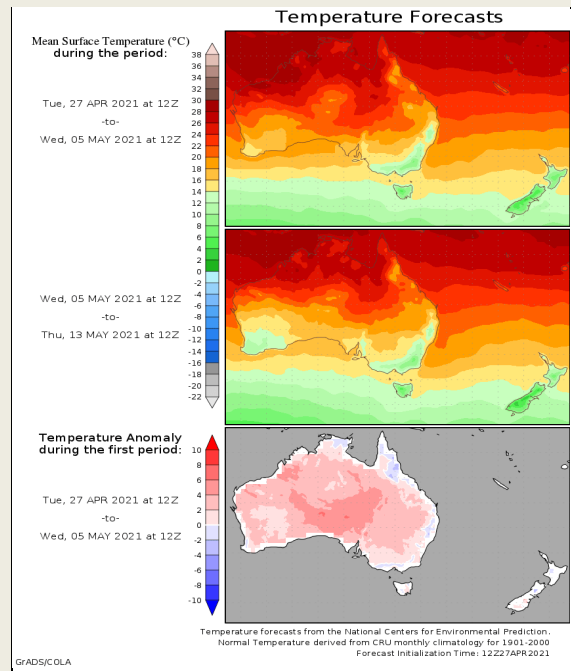 Temperature Forecasts
Mean Surface Temperature (°C)
during the period:
Tue, 27 APR 2021 at 12Z
-to-
Wed, 05 MAY 2021 at 12Z
38
36
34
32
30
28
26
24
22
20
18
16
14
12
10
8
6
4
2
0
-2
-4
-6
-8
-10
-12
-14
-16
-18
-20
-22
Wed, 05 MAY 2021 at 12Z
-to-
Thu, 13 MAY 2021 at 12Z
Temperature Anomaly
during the first period:
Tue, 27 APR 2021 at 12Z
-to-
Wed, 05 MAY 2021 at 12Z
10
8
6
4
2
0
-2
-4
-6
-8
-10
Temperature forecasts from the National Centers for Environmental Prediction.
Normal Temperature derived from CRU monthly climatology for 1901-2000
Forecast Initialization Time: 12Z27APR2021
GrADS/COLA